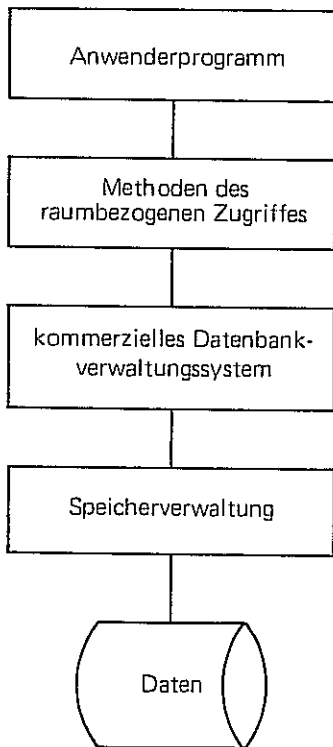 Anwenderprogramm
Methoden des
raumbezogenen Zugriffes
kommerzielles Datenbank-
verwaltungssystem
Speicherverwaltung
Daten